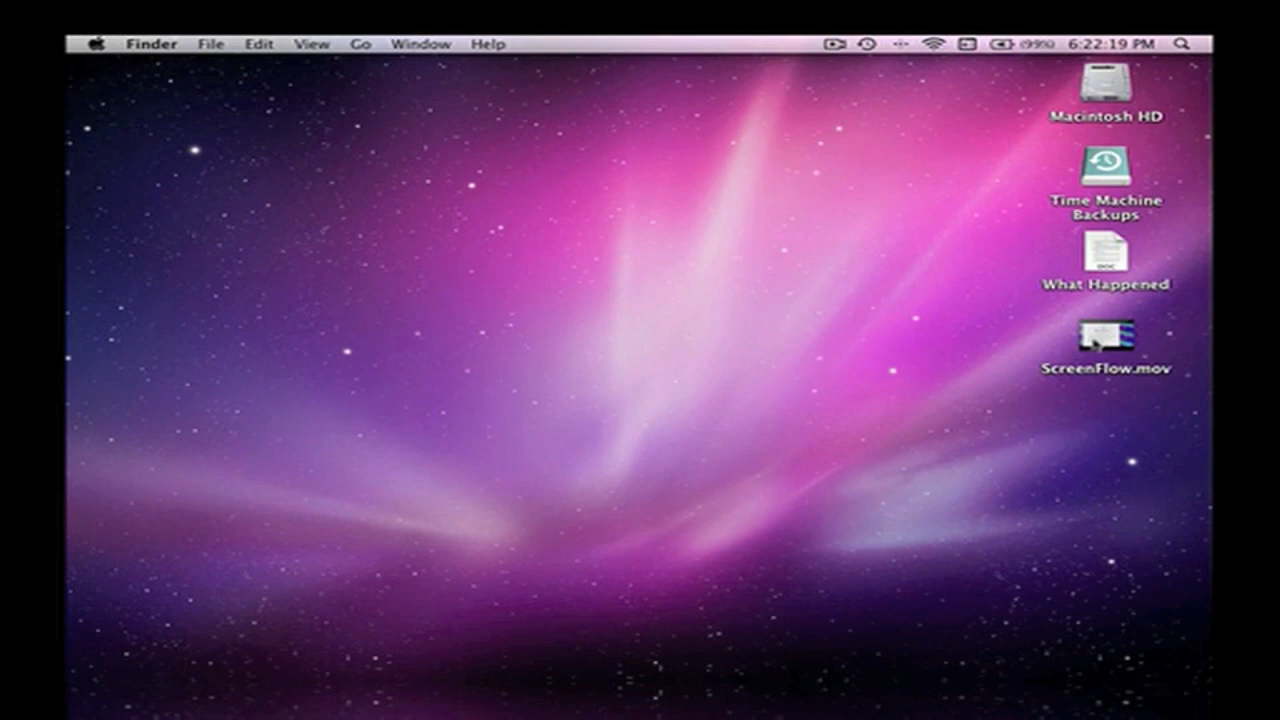 Finder File Edit View Go Window Help (99%) 6:22:19 PM
Macintosh HD
Time Machine
Backups
DOC
What Happened
ScreenFlow.mov